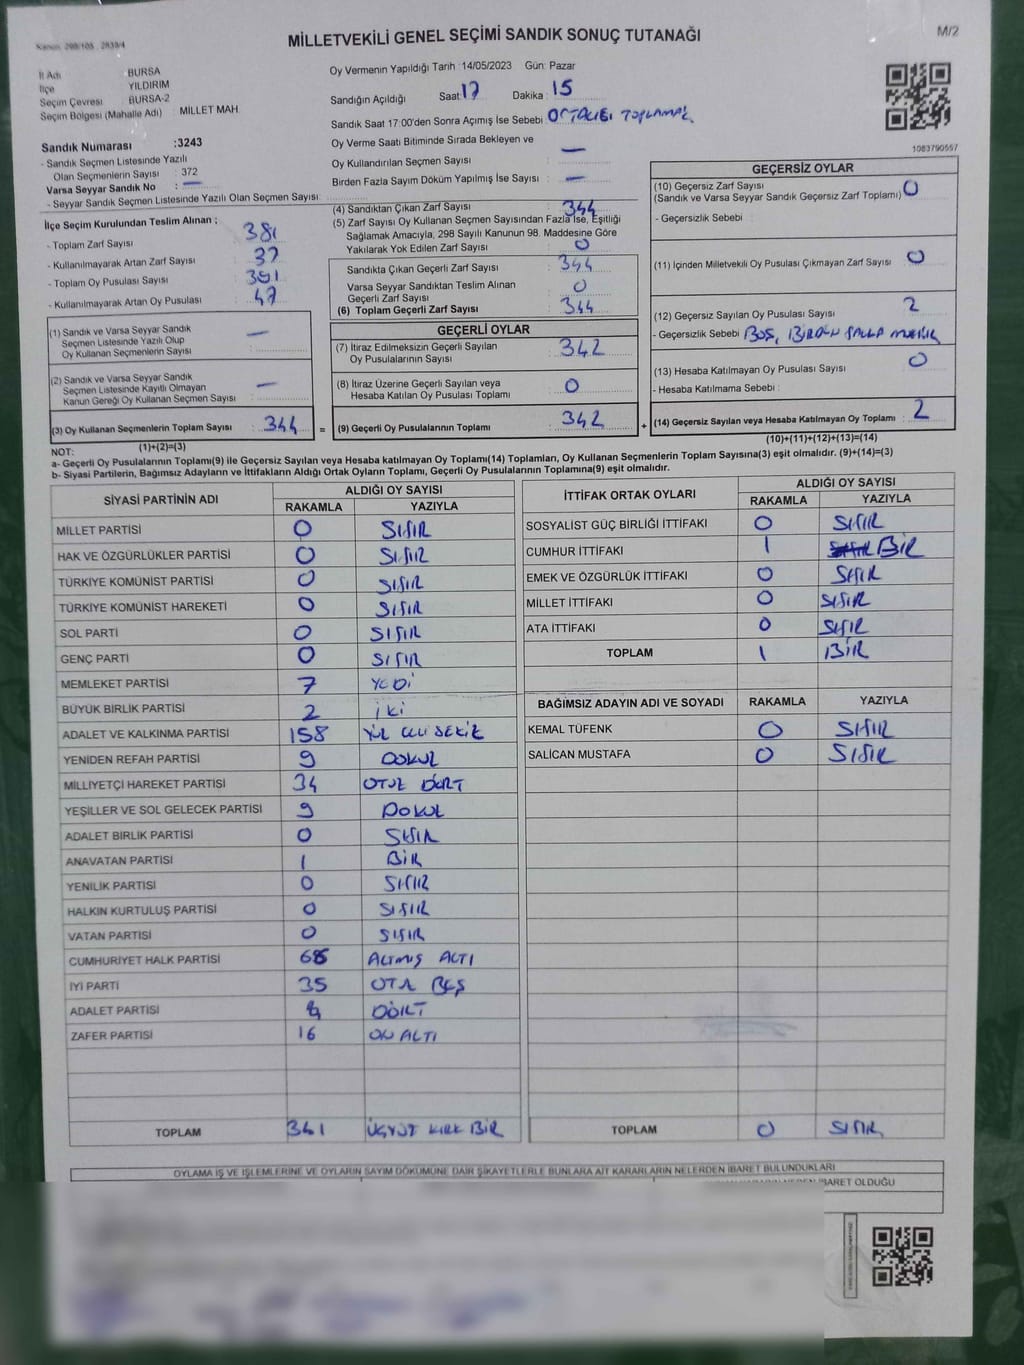 Kanun: 298/105 , 2839/4
MİLLETVEKİLİ GENEL SEÇİMİ SANDIK SONUÇ TUTANAĞI
M/2
İl Adı BURSA
İlçe YILDIRIM
Seçim Çevresi BURSA-2
Seçim Bölgesi (Mahalle Adı) MİLLET MAH.
Oy Vermenin Yapıldığı Tarih :14/05/2023 Gün: Pazar
Sandığın Açıldığı Saat: 17 Dakika : 15
Sandık Saat 17:00'den Sonra Açımış İse Sebebi : TOPLAMAK
1083790557
Sandık Numarası :3243
- Sandık Seçmen Listesinde Yazılı
Olan Seçmenlerin Sayısı : 372
Varsa Seyyar Sandık No : —
- Seyyar Sandık Seçmen Listesinde Yazılı Olan Seçmen Sayısı :
Oy Verme Saati Bitiminde Sırada Bekleyen ve
Oy Kullandırılan Seçmen Sayısı : —
Birden Fazla Sayım Döküm Yapılmış İse Sayısı : —
İlçe Seçim Kurulundan Teslim Alınan ;
- Toplam Zarf Sayısı : 381
- Kullanılmayarak Artan Zarf Sayısı : 37
- Toplam Oy Pusulası Sayısı : 391
- Kullanılmayarak Artan Oy Pusulası : 47
(1) Sandık ve Varsa Seyyar Sandık
Seçmen Listesinde Yazılı Olup
Oy Kullanan Seçmenlerin Sayısı : —
(2) Sandık ve Varsa Seyyar Sandık
Seçmen Listesinde Kayıtlı Olmayan
Kanun Gereği Oy Kullanan Seçmen Sayısı : —
(3) Oy Kullanan Seçmenlerin Toplam Sayısı : 344 =
(1)+(2)=(3)
(4) Sandıktan Çıkan Zarf Sayısı : 344
(5) Zarf Sayısı Oy Kullanan Seçmen Sayısından Fazla İse, Eşitliği
Sağlamak Amacıyla, 298 Sayılı Kanunun 98. Maddesine Göre
Yakılarak Yok Edilen Zarf Sayısı : 0
Sandıkta Çıkan Geçerli Zarf Sayısı : 344
Varsa Seyyar Sandıktan Teslim Alınan
Geçerli Zarf Sayısı : 0
(6) Toplam Geçerli Zarf Sayısı : 344
GEÇERLİ OYLAR
(7) İtiraz Edilmeksizin Geçerli Sayılan
Oy Pusulalarının Sayısı : 342
(8) İtiraz Üzerine Geçerli Sayılan veya
Hesaba Katılan Oy Pusulası Toplamı : 0
(9) Geçerli Oy Pusulalarının Toplamı : 342 +
GEÇERSİZ OYLAR
(10) Geçersiz Zarf Sayısı
(Sandık ve Varsa Seyyar Sandık Geçersiz Zarf Toplamı) : 0
- Geçersizlik Sebebi :
(11) İçinden Milletvekili Oy Pusulası Çıkmayan Zarf Sayısı : 0
(12) Geçersiz Sayılan Oy Pusulası Sayısı : 2
- Geçersizlik Sebebi : BOŞ, BİRDEN FAZLA MÜHÜR
(13) Hesaba Katılmayan Oy Pusulası Sayısı : 0
- Hesaba Katılmama Sebebi :
(14) Geçersiz Sayılan veya Hesaba Katılmayan Oy Toplamı : 2
(10)+(11)+(12)+(13)=(14)
NOT:
a- Geçerli Oy Pusulalarının Toplamı(9) ile Geçersiz Sayılan veya Hesaba katılmayan Oy Toplamı(14) Toplamları, Oy Kullanan Seçmenlerin Toplam Sayısına(3) eşit olmalıdır. (9)+(14)=(3)
b- Siyasi Partilerin, Bağımsız Adayların ve İttifakların Aldığı Ortak Oyların Toplamı, Geçerli Oy Pusulalarının Toplamına(9) eşit olmalıdır.
SİYASİ PARTİNİN ADI ALDIĞI OY SAYISI
RAKAMLA YAZIYLA
MİLLET PARTİSİ 0 SIFIR
HAK VE ÖZGÜRLÜKLER PARTİSİ 0 SIFIR
TÜRKİYE KOMÜNİST PARTİSİ 0 SIFIR
TÜRKİYE KOMÜNİST HAREKETİ 0 SIFIR
SOL PARTİ 0 SIFIR
GENÇ PARTİ 0 SIFIR
MEMLEKET PARTİSİ 7 YEDİ
BÜYÜK BİRLİK PARTİSİ 2 İKİ
ADALET VE KALKINMA PARTİSİ 158 YÜZ ELLİ SEKİZ
YENİDEN REFAH PARTİSİ 9 DOKUZ
MİLLİYETÇİ HAREKET PARTİSİ 34 OTUZ DÖRT
YEŞİLLER VE SOL GELECEK PARTİSİ 9 DOKUZ
ADALET BİRLİK PARTİSİ 0 SIFIR
ANAVATAN PARTİSİ 1 BİR
YENİLİK PARTİSİ 0 SIFIR
HALKIN KURTULUŞ PARTİSİ 0 SIFIR
VATAN PARTİSİ 0 SIFIR
CUMHURİYET HALK PARTİSİ 66 ALTMIŞ ALTI
İYİ PARTİ 35 OTUZ BEŞ
ADALET PARTİSİ 4 DÖRT
ZAFER PARTİSİ 16 ON ALTI
TOPLAM 341 ÜÇYÜZ KIRK BİR
İTTİFAK ORTAK OYLARI ALDIĞI OY SAYISI
RAKAMLA YAZIYLA
SOSYALİST GÜÇ BİRLİĞİ İTTİFAKI 0 SIFIR
CUMHUR İTTİFAKI 1 BİR
EMEK VE ÖZGÜRLÜK İTTİFAKI 0 SIFIR
MİLLET İTTİFAKI 0 SIFIR
ATA İTTİFAKI 0 SIFIR
TOPLAM 1 BİR
BAĞIMSIZ ADAYIN ADI VE SOYADI RAKAMLA YAZIYLA
KEMAL TÜFENK 0 SIFIR
SALİCAN MUSTAFA 0 SIFIR
TOPLAM 0 SIFIR
OYLAMA İŞ VE İŞLEMLERİNE VE OYLARIN SAYIM DÖKÜMÜNE DAİR ŞİKAYETLERLE BUNLARA AİT KARARLARIN NELERDEN İBARET BULUNDUKLARI
İBARET OLDUĞU